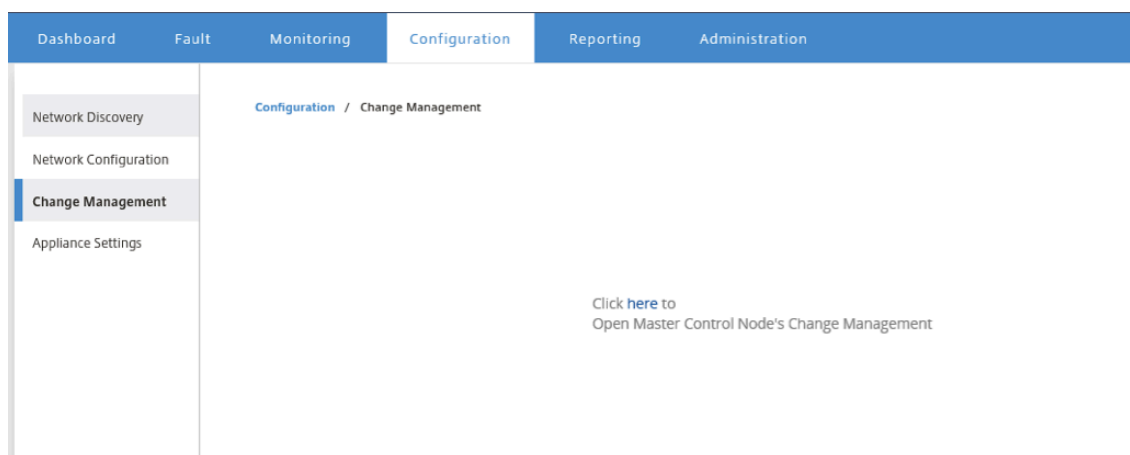 Dashboard Fault Monitoring Configuration Reporting Administration
Network Discovery
Network Configuration
Change Management
Appliance Settings
Configuration / Change Management
Click here to
Open Master Control Node's Change Management